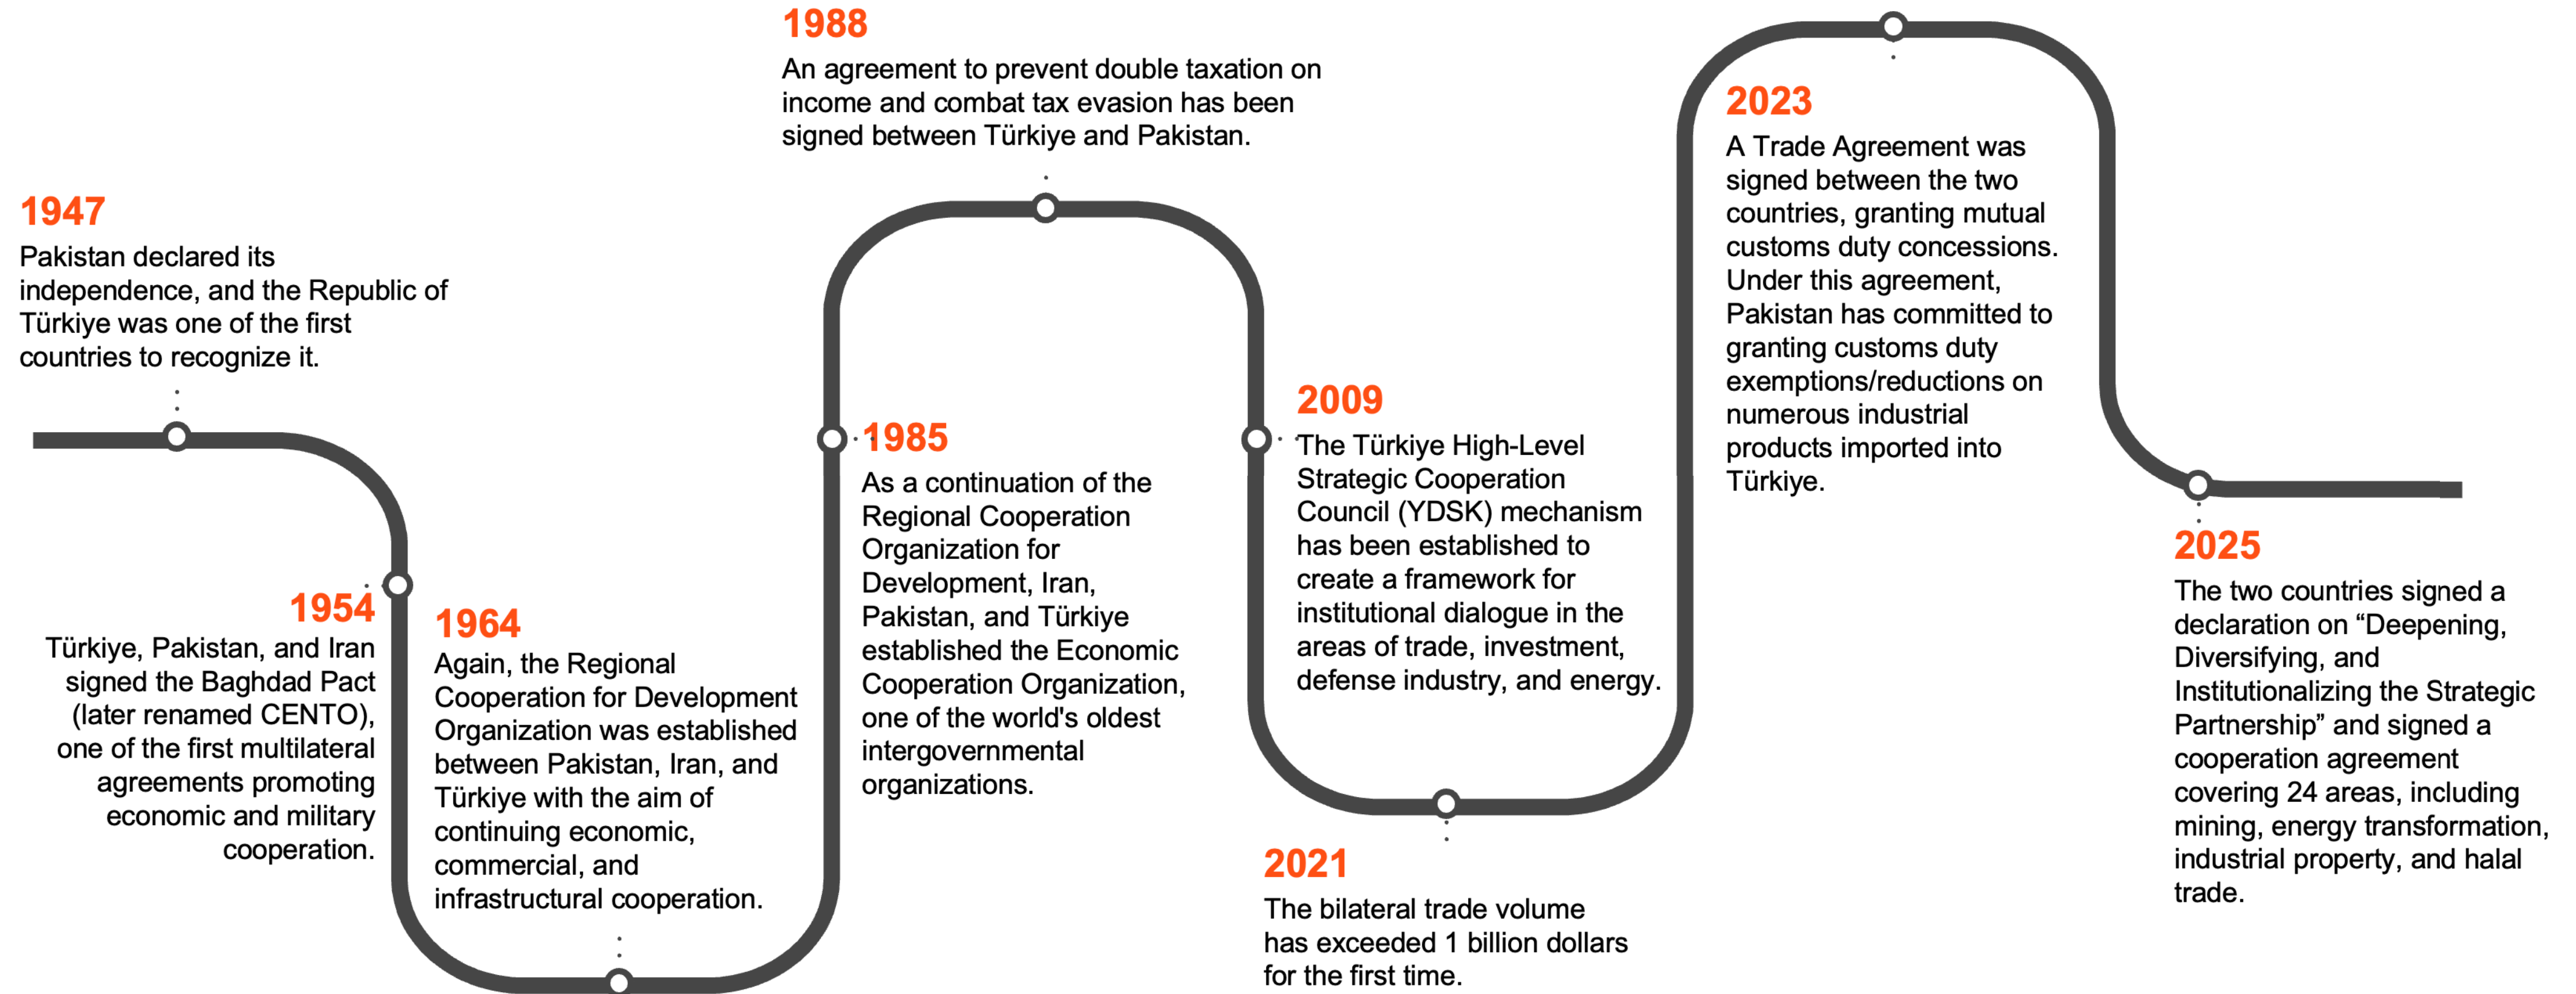 1947
Pakistan declared its
independence, and the Republic of
Türkiye was one of the first
countries to recognize it.
1954
Türkiye, Pakistan, and Iran
signed the Baghdad Pact
(later renamed CENTO),
one of the first multilateral
agreements promoting
economic and military
cooperation.
1964
Again, the Regional
Cooperation for Development
Organization was established
between Pakistan, Iran, and
Türkiye with the aim of
continuing economic,
commercial, and
infrastructural cooperation.
1985
As a continuation of the
Regional Cooperation
Organization for
Development, Iran,
Pakistan, and Türkiye
established the Economic
Cooperation Organization,
one of the world's oldest
intergovernmental
organizations.
1988
An agreement to prevent double taxation on
income and combat tax evasion has been
signed between Türkiye and Pakistan.
2009
The Türkiye High-Level
Strategic Cooperation
Council (YDSK) mechanism
has been established to
create a framework for
institutional dialogue in the
areas of trade, investment,
defense industry, and energy.
2021
The bilateral trade volume
has exceeded 1 billion dollars
for the first time.
2023
A Trade Agreement was
signed between the two
countries, granting mutual
customs duty concessions.
Under this agreement,
Pakistan has committed to
granting customs duty
exemptions/reductions on
numerous industrial
products imported into
Türkiye.
2025
The two countries signed a
declaration on “Deepening,
Diversifying, and
Institutionalizing the Strategic
Partnership” and signed a
cooperation agreement
covering 24 areas, including
mining, energy transformation,
industrial property, and halal
trade.